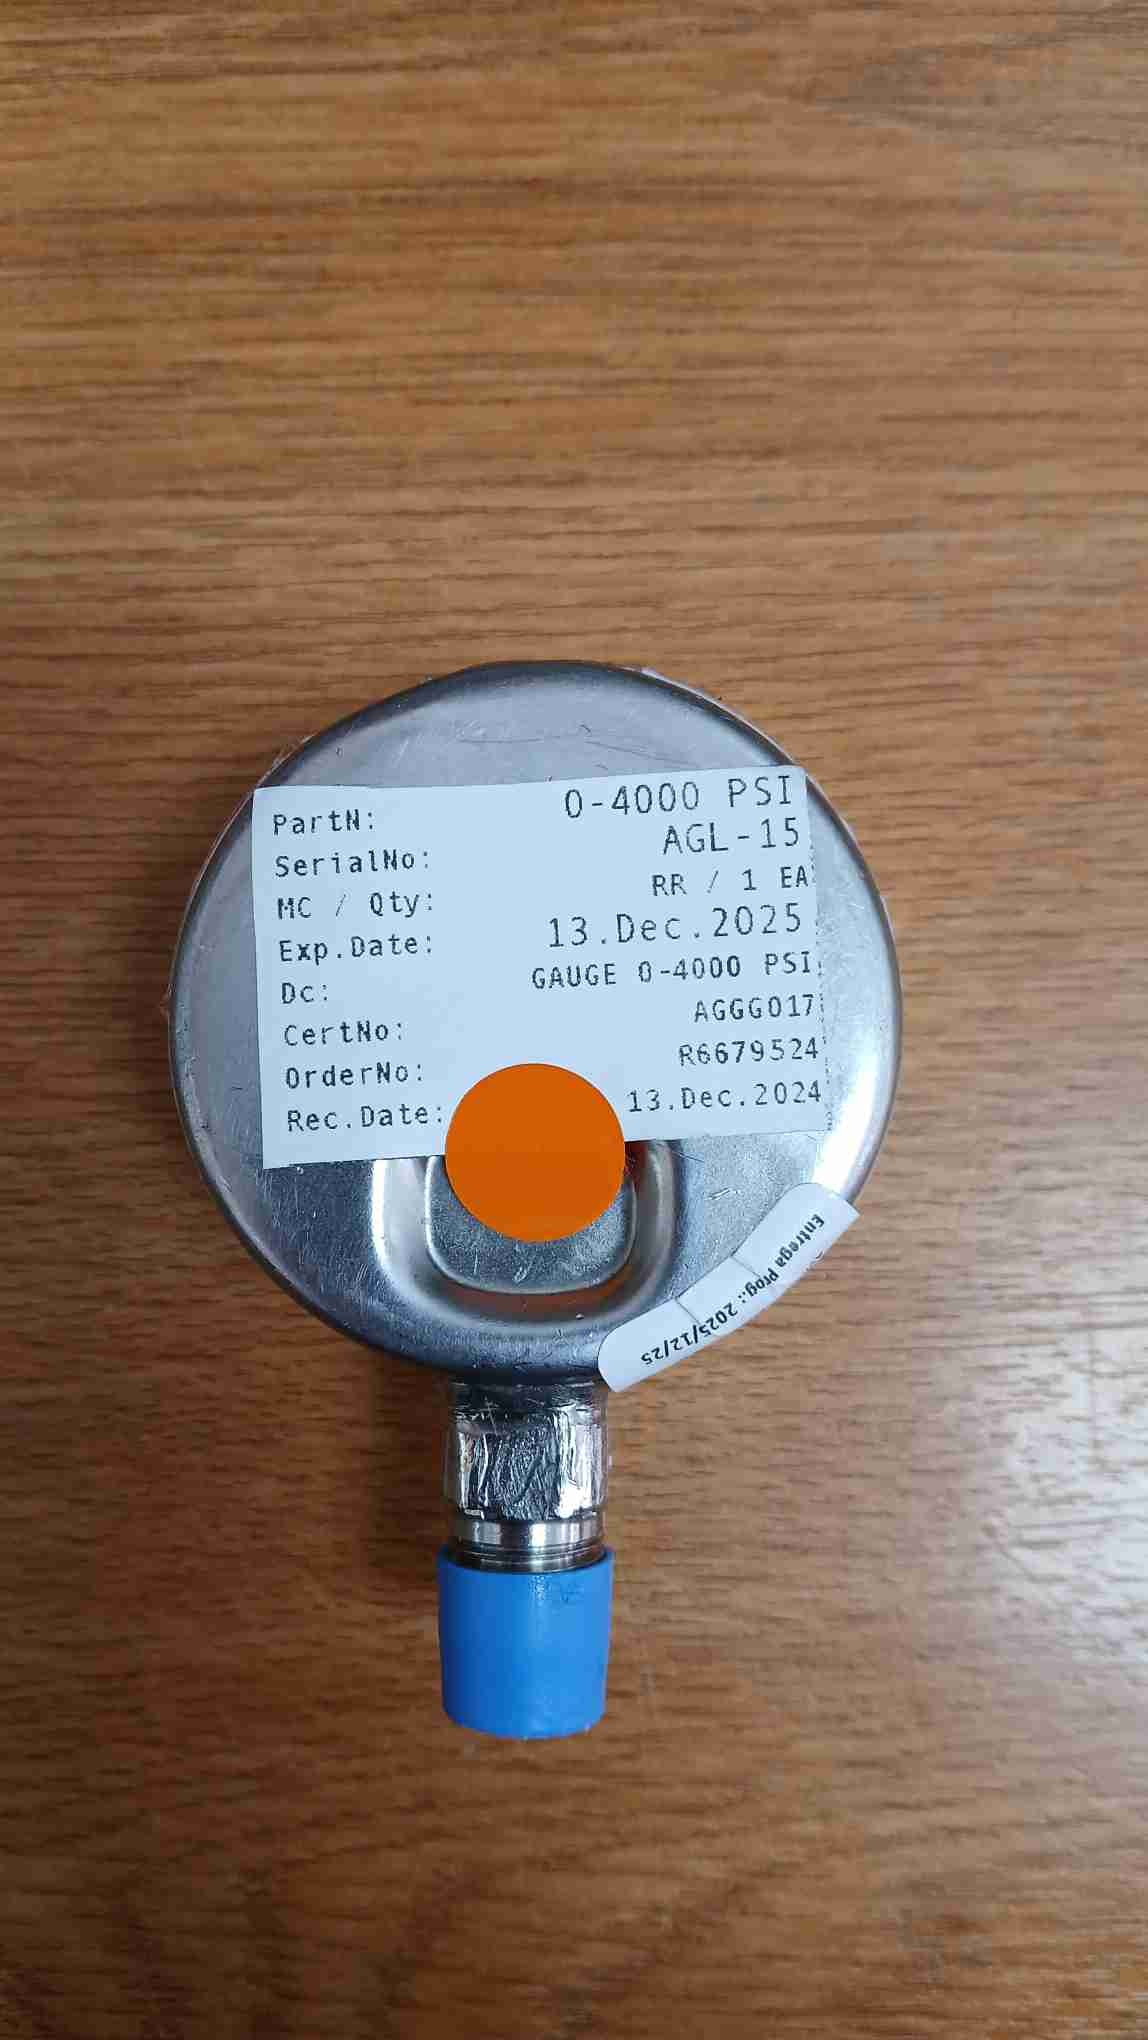 PartN: 0-4000 PSI
SerialNo: AGL-15
MC / Qty: RR / 1 EA
Exp.Date: 13.Dec.2025
Dc: GAUGE 0-4000 PSI
CertNo: AGGG017
OrderNo: R6679524
Rec.Date: 13.Dec.2024
Entrega Prog.: 2025/12/25